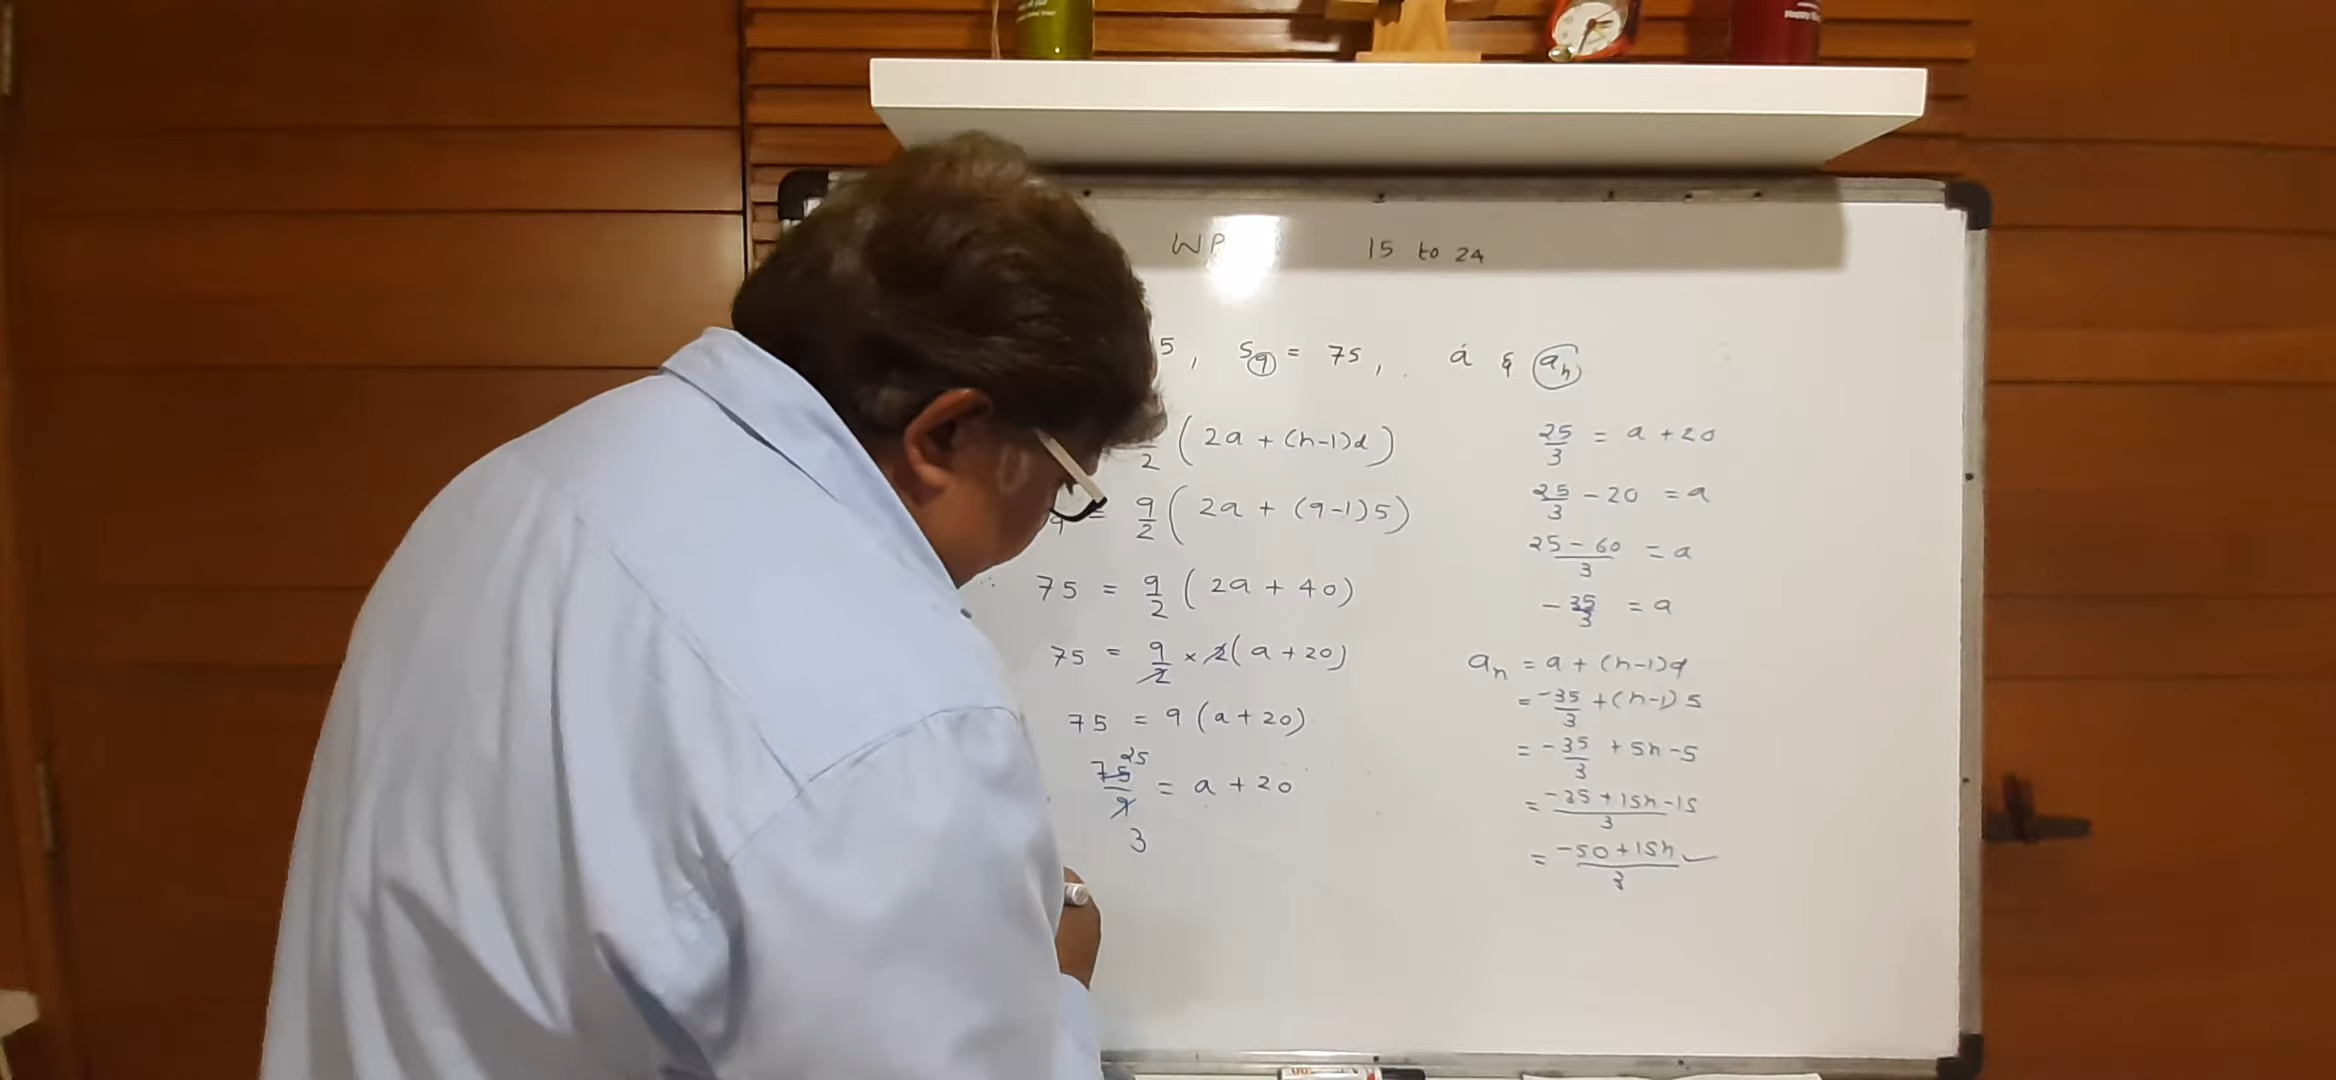 WP 15 to 24
5, S9 = 75, a & an
2 ( 2a + (n-1)d )
9 = 9/2 ( 2a + (9-1)5 )
∴ 75 = 9/2 ( 2a + 40 )
75 = 9/2 × 2 ( a + 20 )
75 = 9 ( a + 20 )
75/9 25/3 = a + 20
25/3 = a + 20
25/3 - 20 = a
25 - 60/3 = a
- 35/3 = a
an = a + (n-1)d
= -35/3 + (n-1) 5
= -35/3 + 5n - 5
= -35 + 15n - 15/3
= -50 + 15n/3 ✓